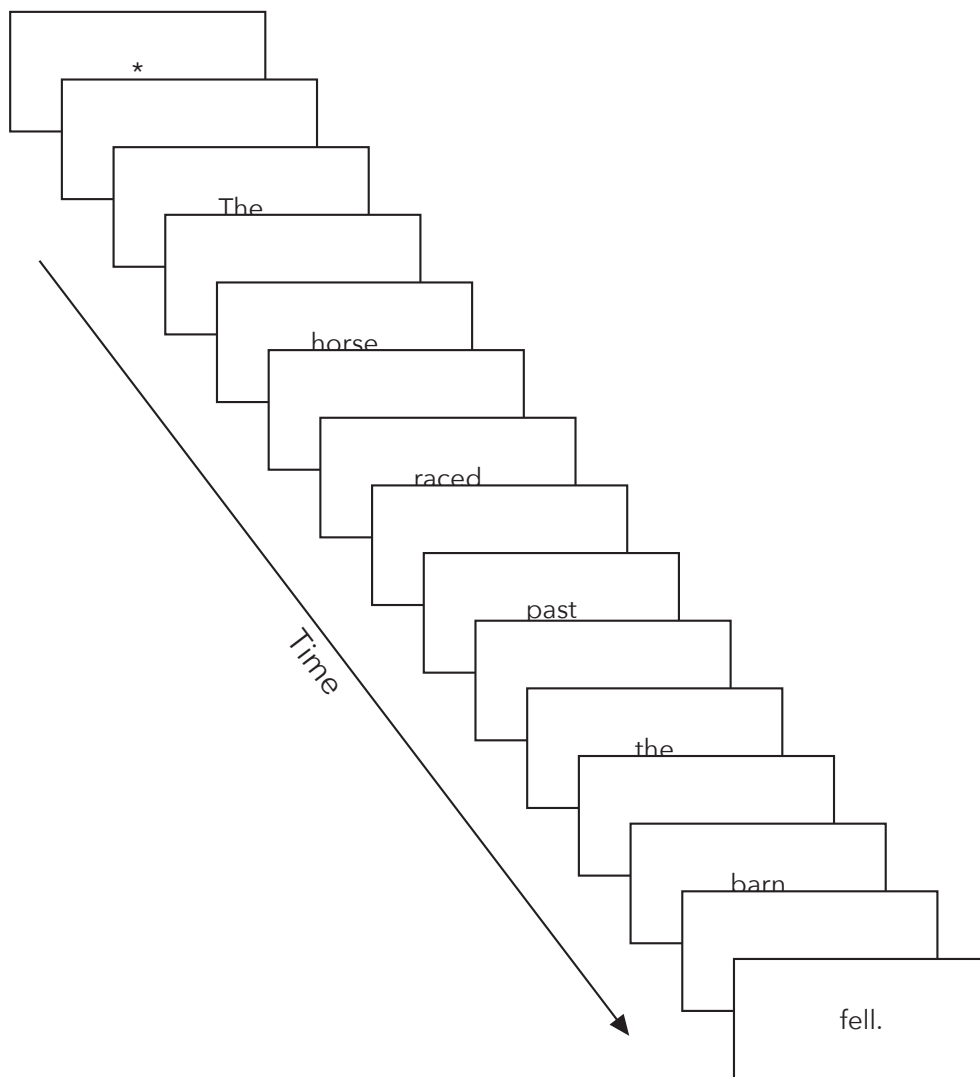 *
The
horse
raced
past
Time
the
barn
fell.